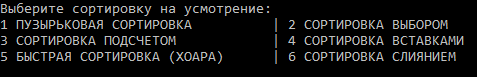 Выберите сортировку на усмотрение:
1 ПУЗЫРЬКОВАЯ СОРТИРОВКА | 2 СОРТИРОВКА ВЫБОРОМ
3 СОРТИРОВКА ПОДСЧЕТОМ | 4 СОРТИРОВКА ВСТАВКАМИ
5 БЫСТРАЯ СОРТИРОВКА (ХОАРА) | 6 СОРТИРОВКА СЛИЯНИЕМ